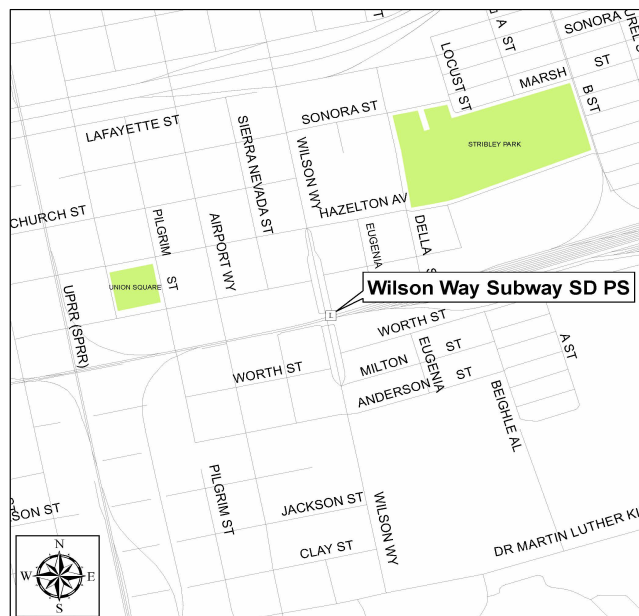 ST
A ST
SONORA
LOCUST ST
MARSH
ST
B ST
SONORA ST
LAFAYETTE ST
SIERRA NEVADA ST
WILSON WY
STRIBLEY PARK
HAZELTON AV
CHURCH ST
PILGRIM
ST
AIRPORT WY
EUGENIA
DELLA
UNION SQUARE
UPRR (SPRR)
Wilson Way Subway SD PS
L
WORTH ST
WORTH ST
MILTON
ST
EUGENIA
ANDERSON
ST
A ST
BEIGHLE AL
PILGRIM ST
SON ST
JACKSON ST
WILSON WY
CLAY ST
DR MARTIN LUTHER KI
N
W E
S